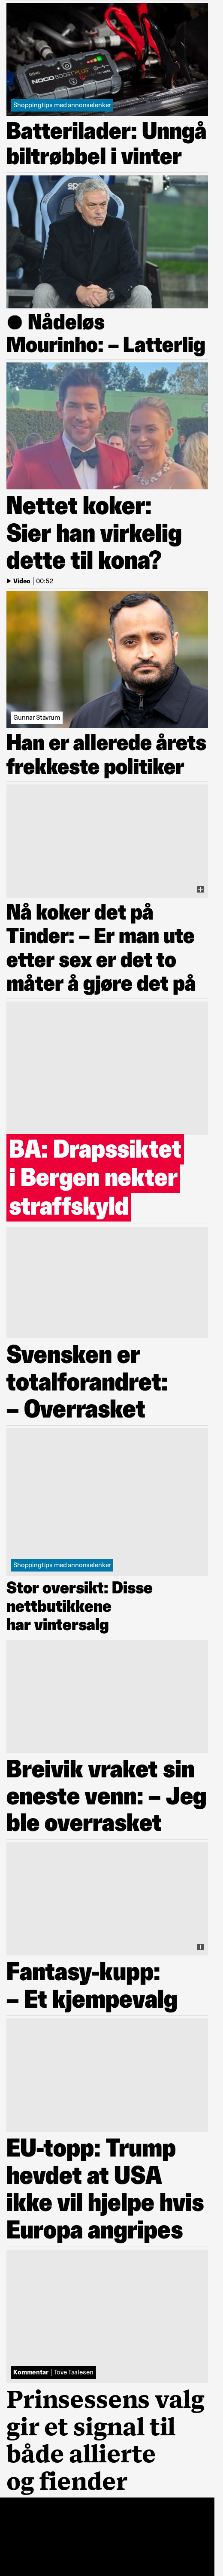 NOCO BOOST PLUS
Shoppingtips med annonselenker
Batterilader: Unngå
biltrøbbel i vinter
● Nådeløs
Mourinho: – Latterlig
Nettet koker:
Sier han virkelig
dette til kona?
Video | 00:52
Gunnar Stavrum
Han er allerede årets
frekkeste politiker
Nå koker det på
Tinder: – Er man ute
etter sex er det to
måter å gjøre det på
BA: Drapssiktet
i Bergen nekter
straffskyld
Svensken er
totalforandret:
– Overrasket
Shoppingtips med annonselenker
Stor oversikt: Disse
nettbutikkene
har vintersalg
Breivik vraket sin
eneste venn: – Jeg
ble overrasket
Fantasy-kupp:
– Et kjempevalg
EU-topp: Trump
hevdet at USA
ikke vil hjelpe hvis
Europa angripes
Kommentar | Tove Taalesen
Prinsessens valg
gir et signal til
både allierte
og fiender